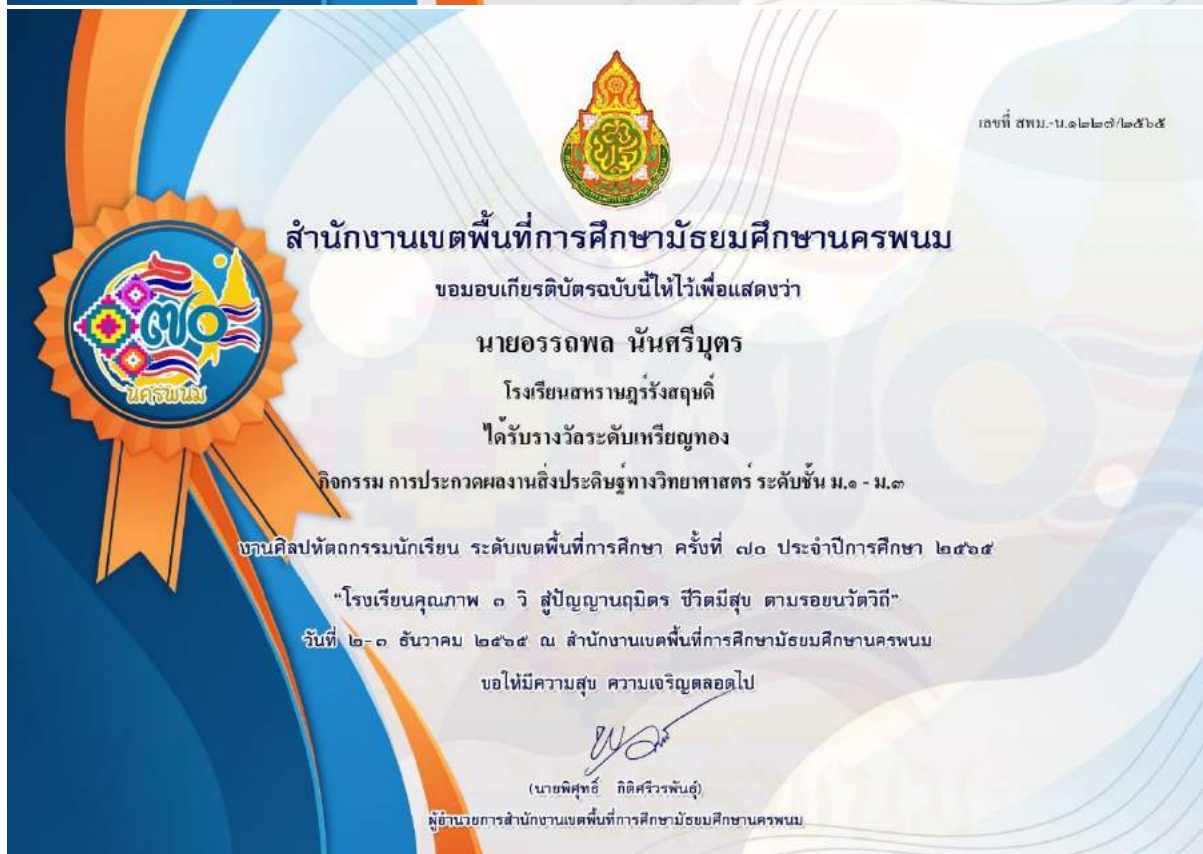 เลขที่ สพม.-น.๑๒๒๗/๒๕๖๕
สำนักงานเขตพื้นที่การศึกษามัธยมศึกษานครพนม
ขอมอบเกียรติบัตรฉบับนี้ให้ไว้เพื่อแสดงว่า
นายอรรถพล นันศรีบุตร
โรงเรียนสหราษฎร์รังสฤษดิ์
ได้รับรางวัลระดับเหรียญทอง
กิจกรรม การประกวดผลงานสิ่งประดิษฐ์ทางวิทยาศาสตร์ ระดับชั้น ม.๑ - ม.๓
งานศิลปหัตถกรรมนักเรียน ระดับเขตพื้นที่การศึกษา ครั้งที่ ๗๐ ประจำปีการศึกษา ๒๕๖๕
"โรงเรียนคุณภาพ ๓ วิ สู่ปัญญานฤมิตร ชีวิตมีสุข ตามรอยนวัตวิถี"
วันที่ ๒-๓ ธันวาคม ๒๕๖๕ ณ สำนักงานเขตพื้นที่การศึกษามัธยมศึกษานครพนม
ขอให้มีความสุข ความเจริญตลอดไป
(นายพิศุทธิ์ กิติศรีวรพันธุ์)
ผู้อำนวยการสำนักงานเขตพื้นที่การศึกษามัธยมศึกษานครพนม
๗๐
นครพนม